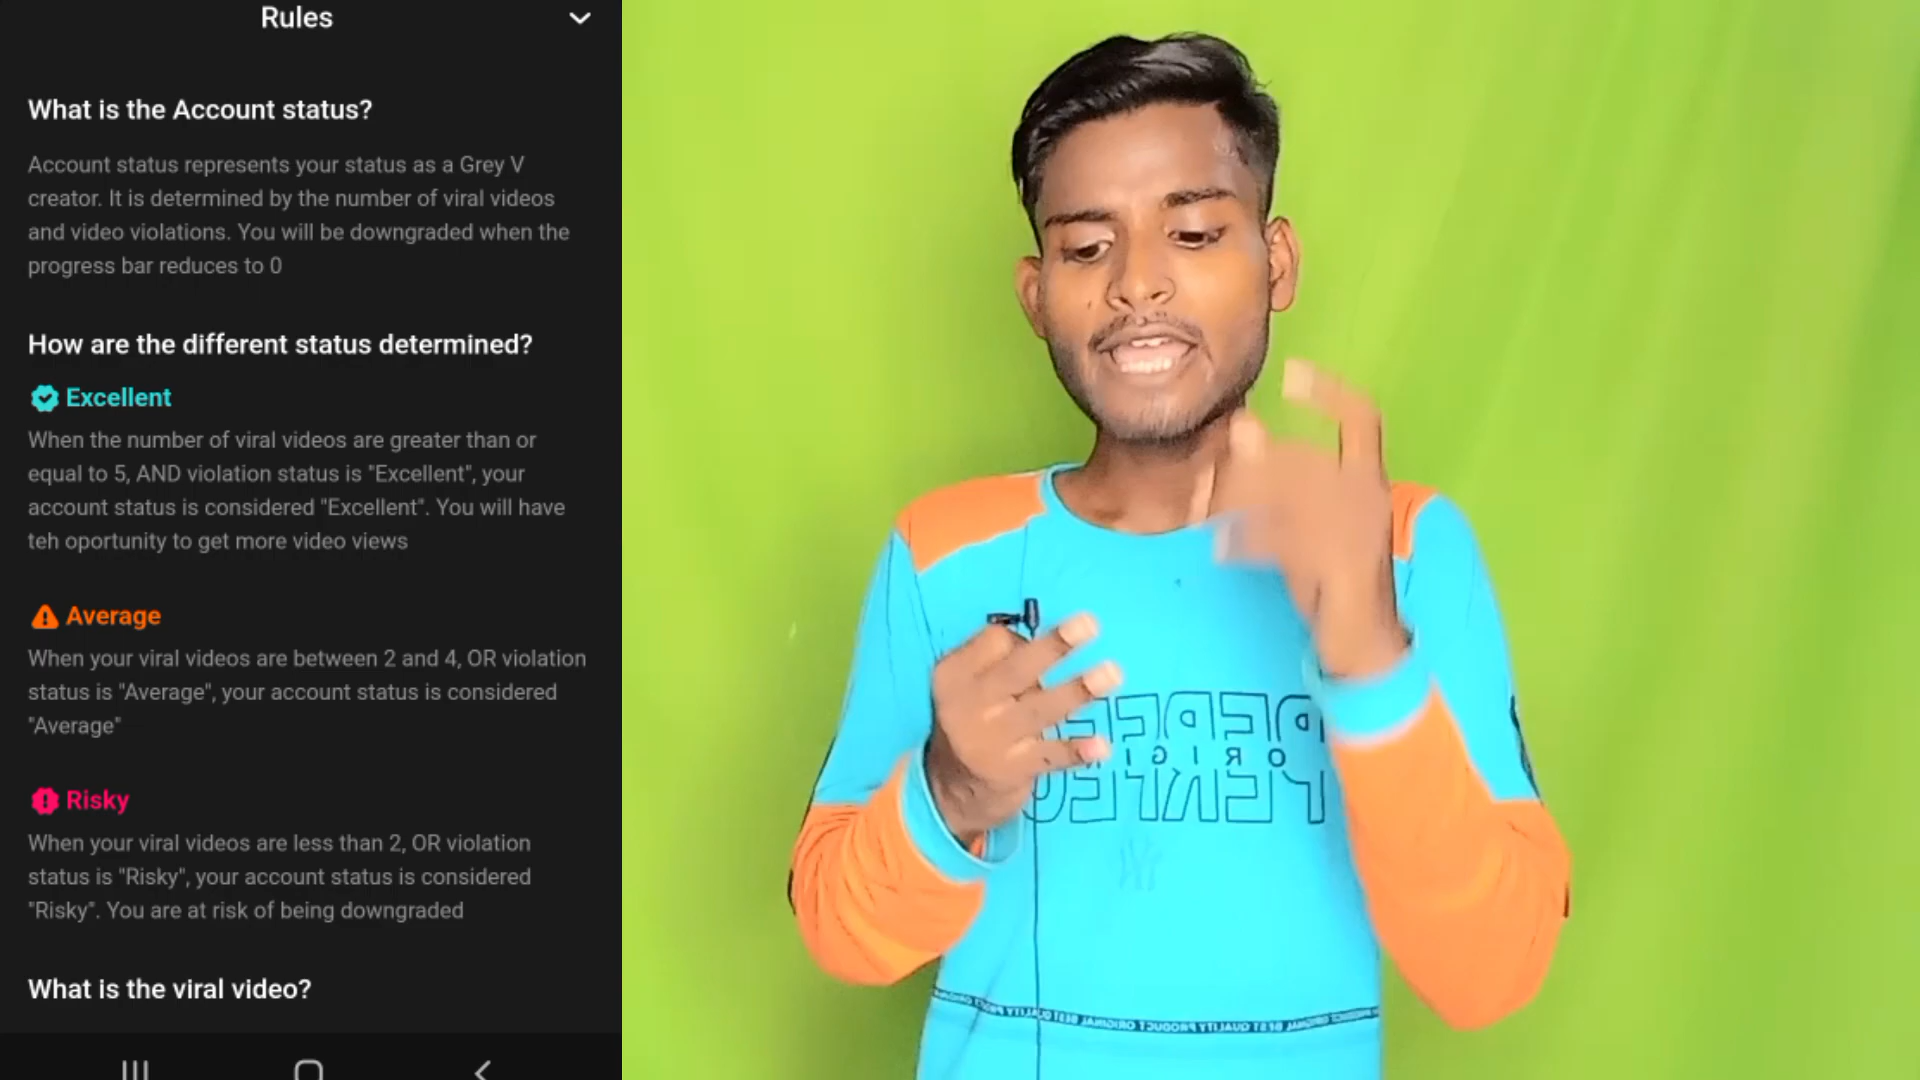 Rules
What is the Account status?
Account status represents your status as a Grey V
creator. It is determined by the number of viral videos
and video violations. You will be downgraded when the
progress bar reduces to 0
How are the different status determined?
Excellent
When the number of viral videos are greater than or
equal to 5, AND violation status is "Excellent", your
account status is considered "Excellent". You will have
teh oportunity to get more video views
Average
When your viral videos are between 2 and 4, OR violation
status is "Average", your account status is considered
"Average"
Risky
When your viral videos are less than 2, OR violation
status is "Risky", your account status is considered
"Risky". You are at risk of being downgraded
What is the viral video?